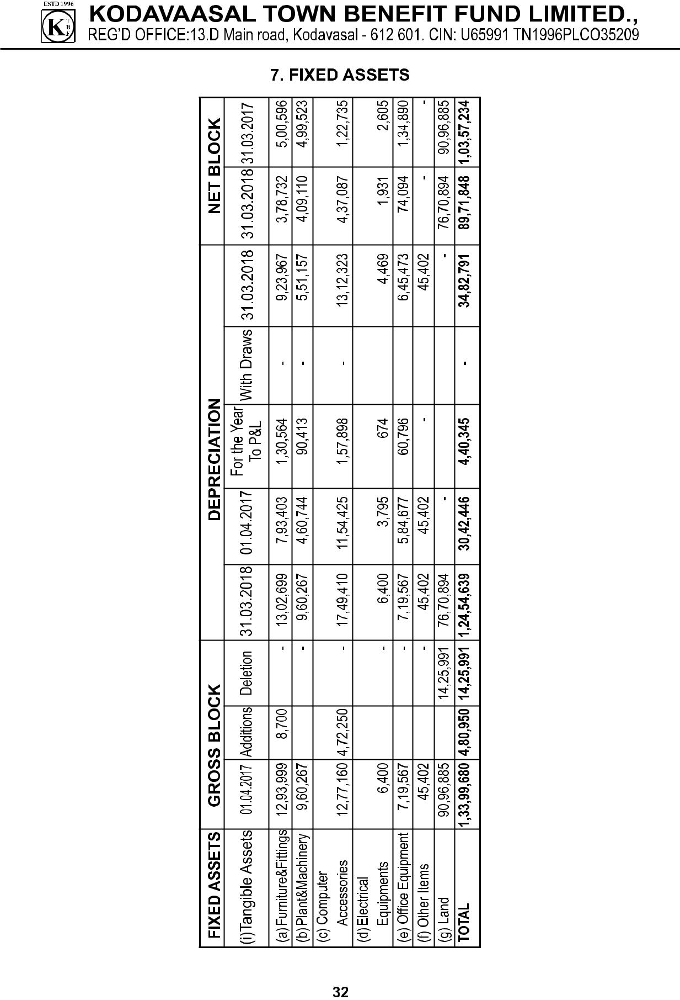 ESTD 1996
K T B F
KODAVAASAL TOWN BENEFIT FUND LIMITED.,
REG'D OFFICE:13.D Main road, Kodavasal - 612 601. CIN: U65991 TN1996PLCO35209
7. FIXED ASSETS
FIXED ASSETS GROSS BLOCK DEPRECIATION NET BLOCK
(i)Tangible Assets 01.04.2017 Additions Deletion 31.03.2018 01.04.2017 For the Year To P&L With Draws 31.03.2018 31.03.2018 31.03.2017
(a) Furniture&Fittings 12,93,999 8,700 - 13,02,699 7,93,403 1,30,564 - 9,23,967 3,78,732 5,00,596
(b) Plant&Machinery 9,60,267 - 9,60,267 4,60,744 90,413 - 5,51,157 4,09,110 4,99,523
(c) Computer
Accessories 12,77,160 4,72,250 - 17,49,410 11,54,425 1,57,898 - 13,12,323 4,37,087 1,22,735
(d) Electrical
Equipments 6,400 - 6,400 3,795 674 4,469 1,931 2,605
(e) Office Equipment 7,19,567 - 7,19,567 5,84,677 60,796 6,45,473 74,094 1,34,890
(f) Other Items 45,402 - 45,402 45,402 - 45,402 - -
(g) Land 90,96,885 14,25,991 76,70,894 - - 76,70,894 90,96,885
TOTAL 1,33,99,680 4,80,950 14,25,991 1,24,54,639 30,42,446 4,40,345 - 34,82,791 89,71,848 1,03,57,234
32